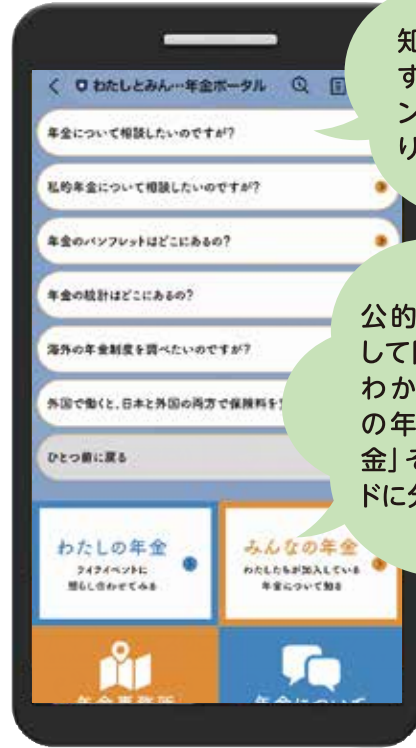 わたしとみん…年金ポータル
年金について相談したいのですが?
私的年金について相談したいのですが?
年金のパンフレットはどこにあるの?
年金の統計はどこにあるの?
海外の年金制度を調べたいのですが?
外国で働くと、日本と外国の両方で保険料を
ひとつ前に戻る
わたしの年金
ライフイベントに
照らし合わせてみる
みんなの年金
わたしたちが加入している
年金について知る
年金事務所
年金について
知
す
ン
り
公的
して
わか
の年
金」そ
ドに分